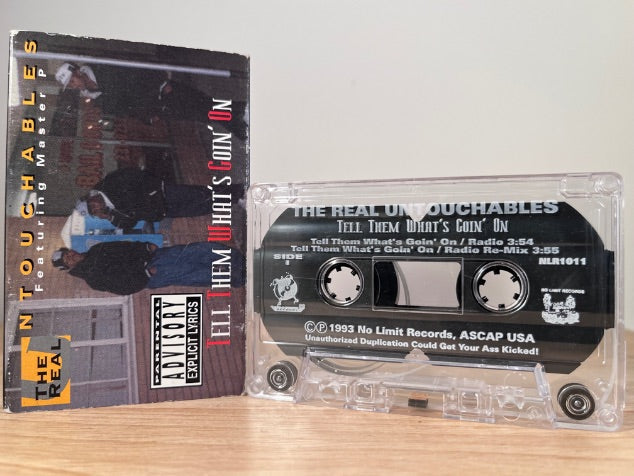 THE REAL
UNTOUCHABLES
Featuring Master P
TELL THEM WHAT'S GOIN' ON
PARENTAL
ADVISORY
EXPLICIT LYRICS
THE REAL UNTOUCHABLES
TELL THEM WHAT'S GOIN' ON
Tell Them What's Goin' On / Radio 3:54
Tell Them What's Goin' On / Radio Re-Mix 3:55
SIDE
I
NLR1011
NO LIMIT RECORDS
©℗ 1993 No Limit Records, ASCAP USA
Unauthorized Duplication Could Get Your Ass Kicked!